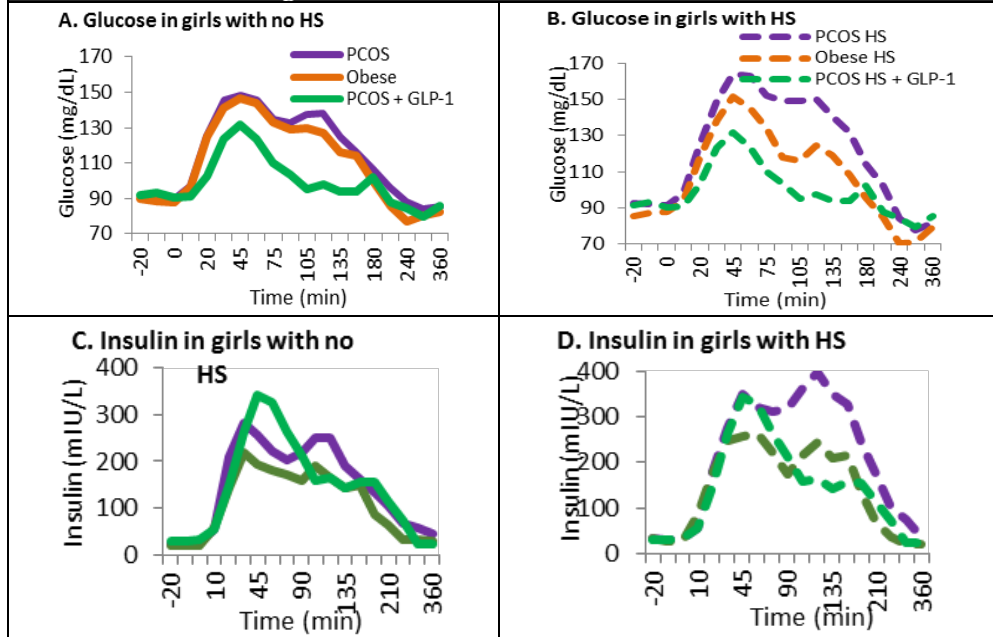 A. Glucose in girls with no HS
PCOS
Obese
PCOS + GLP-1
Glucose (mg/dL)
170
150
130
110
90
70
-20
0
20
45
75
105
135
180
240
360
Time (min)
B. Glucose in girls with HS
PCOS HS
Obese HS
PCOS HS + GLP-1
Glucose (mg/dL)
170
150
130
110
90
70
-20
0
20
45
75
105
135
180
240
360
Time (min)
C. Insulin in girls with no
HS
Insulin (mIU/L)
400
300
200
100
0
-20
10
45
90
135
210
360
Time (min)
D. Insulin in girls with HS
Insulin (mIU/L)
400
300
200
100
0
-20
10
45
90
135
210
360
Time (min)